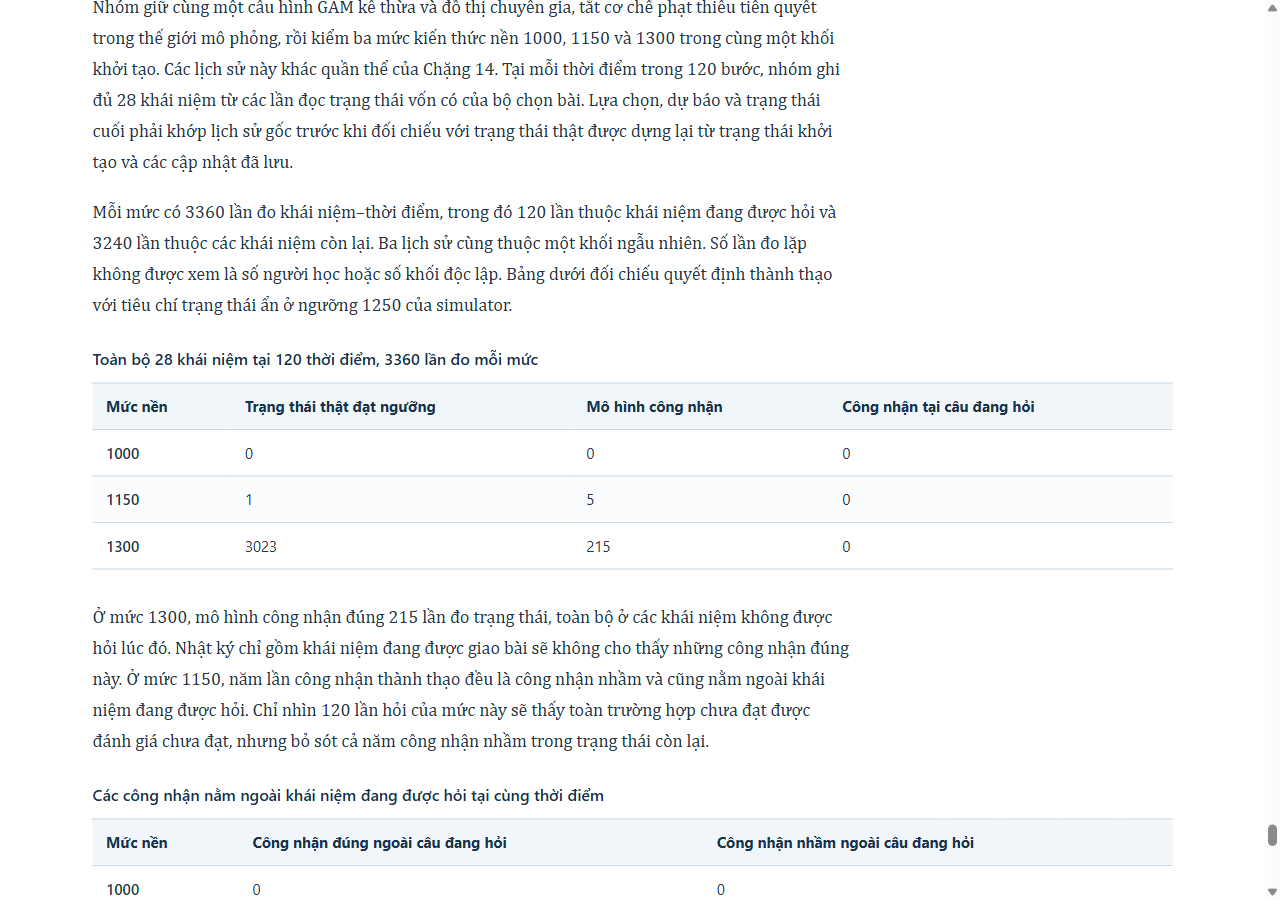 Nhóm giữ cùng một cấu hình GAM kế thừa và đồ thị chuyên gia, tắt cơ chế phạt thiếu tiên quyết
trong thế giới mô phỏng, rồi kiểm ba mức kiến thức nền 1000, 1150 và 1300 trong cùng một khối
khởi tạo. Các lịch sử này khác quần thể của Chặng 14. Tại mỗi thời điểm trong 120 bước, nhóm ghi
đủ 28 khái niệm từ các lần đọc trạng thái vốn có của bộ chọn bài. Lựa chọn, dự báo và trạng thái
cuối phải khớp lịch sử gốc trước khi đối chiếu với trạng thái thật được dựng lại từ trạng thái khởi
tạo và các cập nhật đã lưu.
Mỗi mức có 3360 lần đo khái niệm–thời điểm, trong đó 120 lần thuộc khái niệm đang được hỏi và
3240 lần thuộc các khái niệm còn lại. Ba lịch sử cùng thuộc một khối ngẫu nhiên. Số lần đo lặp
không được xem là số người học hoặc số khối độc lập. Bảng dưới đối chiếu quyết định thành thạo
với tiêu chí trạng thái ẩn ở ngưỡng 1250 của simulator.
Toàn bộ 28 khái niệm tại 120 thời điểm, 3360 lần đo mỗi mức
Mức nền Trạng thái thật đạt ngưỡng Mô hình công nhận Công nhận tại câu đang hỏi
1000 0 0 0
1150 1 5 0
1300 3023 215 0
Ở mức 1300, mô hình công nhận đúng 215 lần đo trạng thái, toàn bộ ở các khái niệm không được
hỏi lúc đó. Nhật ký chỉ gồm khái niệm đang được giao bài sẽ không cho thấy những công nhận đúng
này. Ở mức 1150, năm lần công nhận thành thạo đều là công nhận nhầm và cũng nằm ngoài khái
niệm đang được hỏi. Chỉ nhìn 120 lần hỏi của mức này sẽ thấy toàn trường hợp chưa đạt được
đánh giá chưa đạt, nhưng bỏ sót cả năm công nhận nhầm trong trạng thái còn lại.
Các công nhận nằm ngoài khái niệm đang được hỏi tại cùng thời điểm
Mức nền Công nhận đúng ngoài câu đang hỏi Công nhận nhầm ngoài câu đang hỏi
1000 0 0